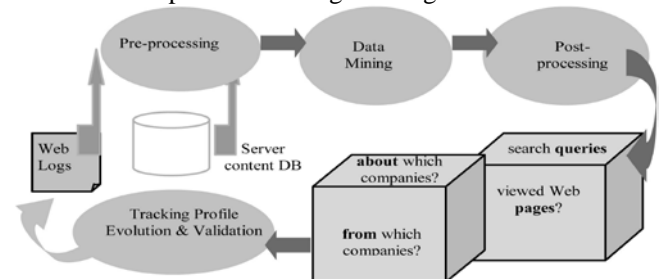 Pre-processing
Data
Mining
Post-
processing
Web
Logs
Server
content DB
about which
companies?
search queries
viewed Web
pages?
from which
companies?
Tracking Profile
Evolution & Validation